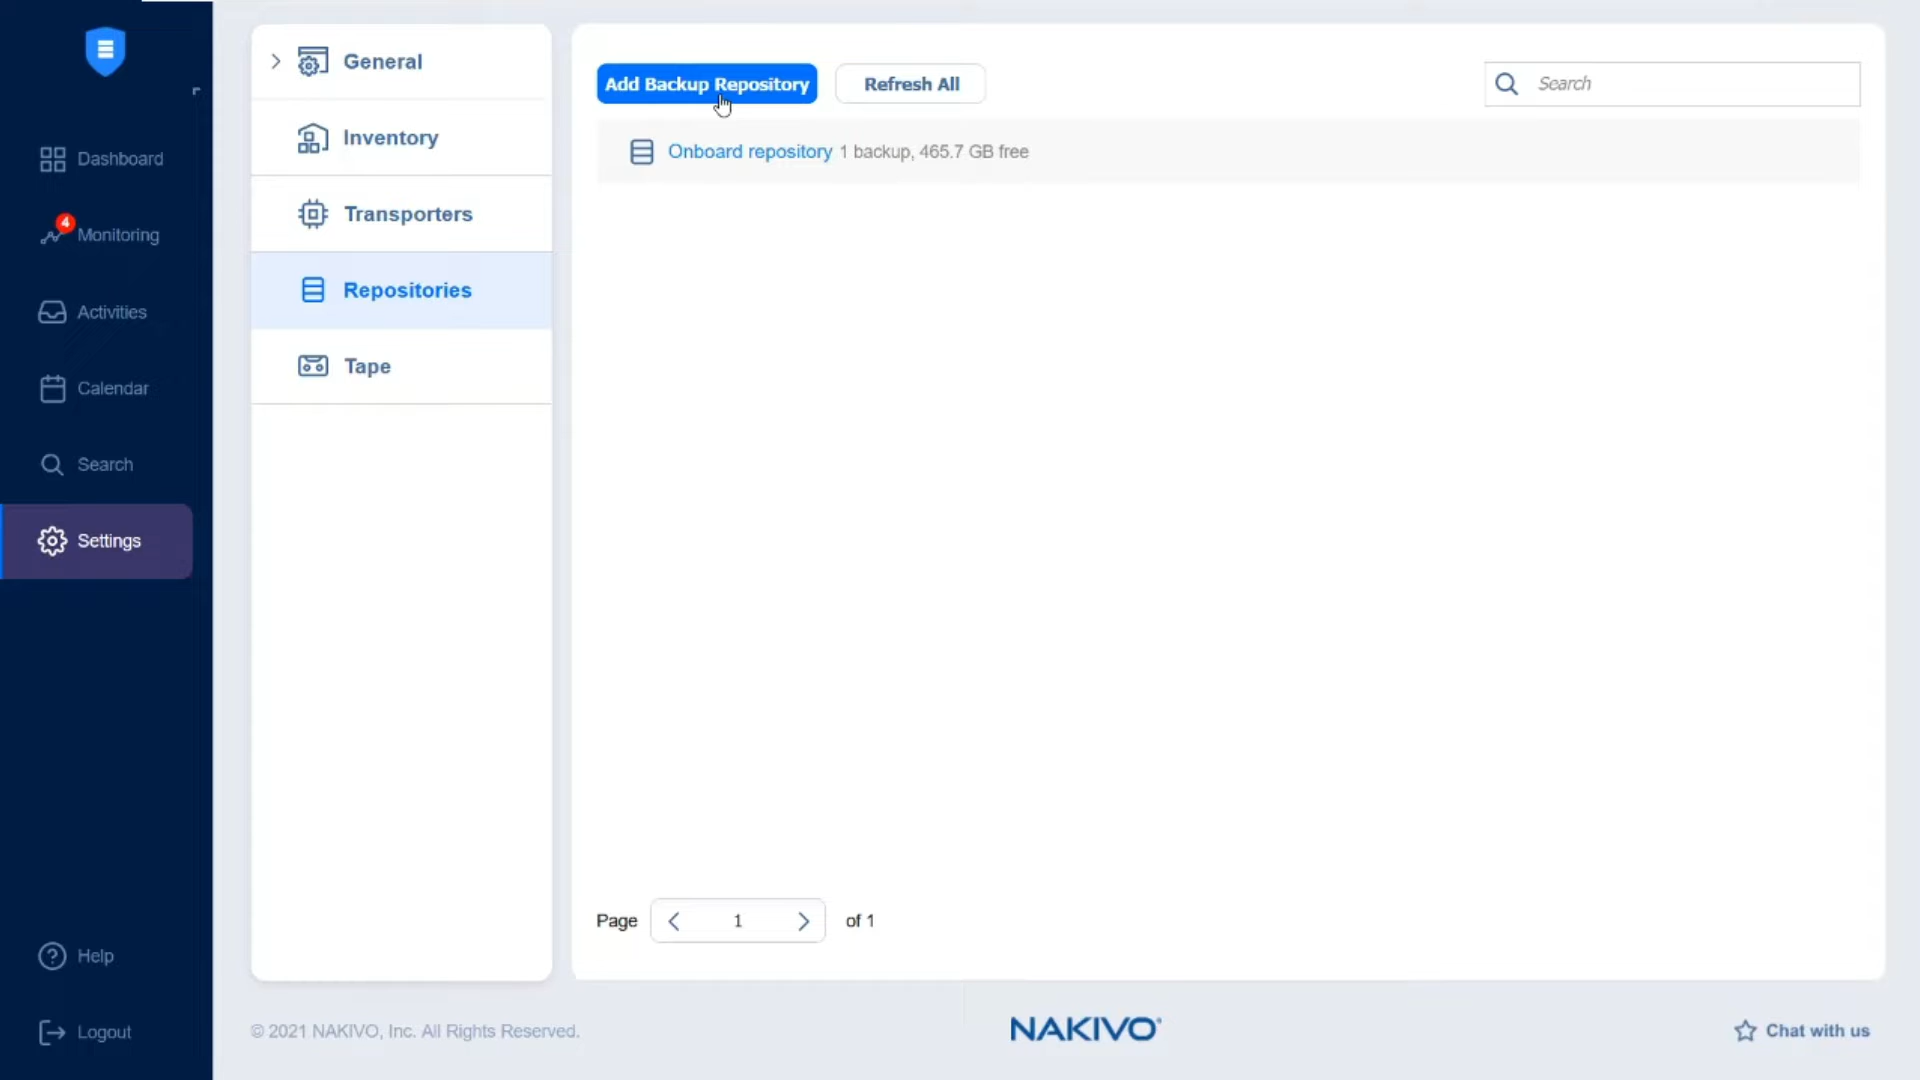 Dashboard
4
Monitoring
Activities
Calendar
Search
Settings
Help
Logout
General
Inventory
Transporters
Repositories
Tape
Add Backup Repository
Refresh All
Search
Onboard repository 1 backup, 465.7 GB free
Page 1 of 1
© 2021 NAKIVO, Inc. All Rights Reserved.
NAKIVO®
Chat with us